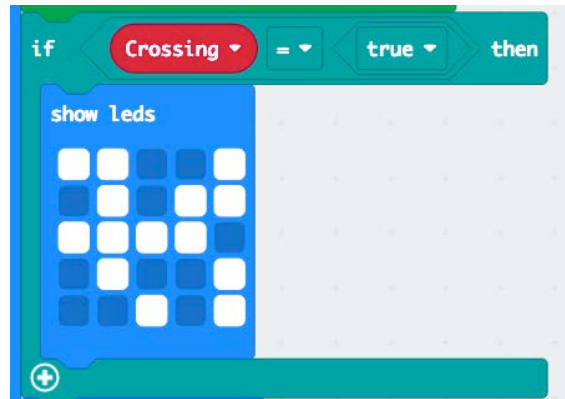 if Crossing = true then
show leds